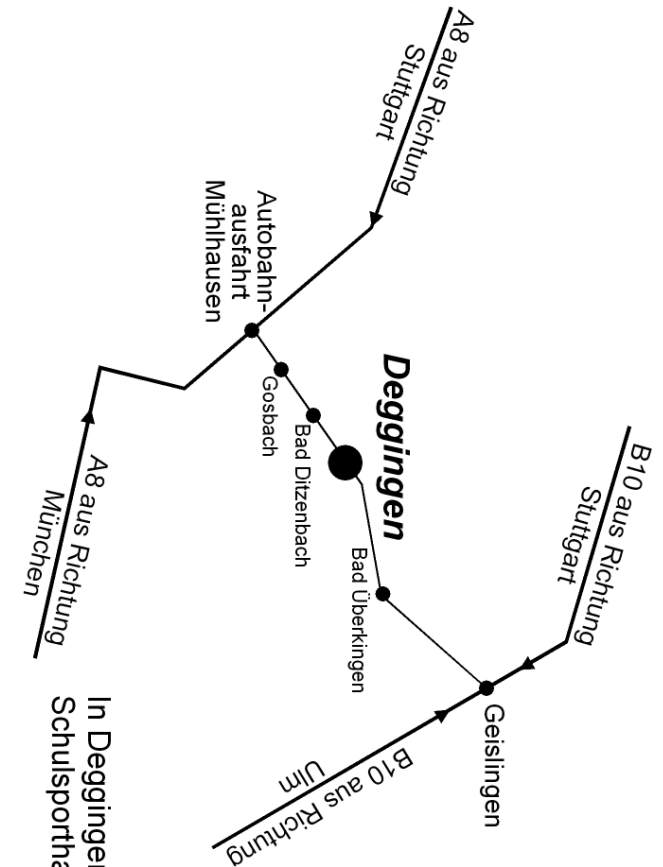 B10 aus Richtung
Stuttgart
Geislingen
A8 aus Richtung
Stuttgart
Deggingen
Bad Überkingen
B10 aus Richtung
Ulm
Bad Ditzenbach
Gosbach
Autobahn-
ausfahrt
Mühlhausen
A8 aus Richtung
München
In Deggingen
Schulsportha